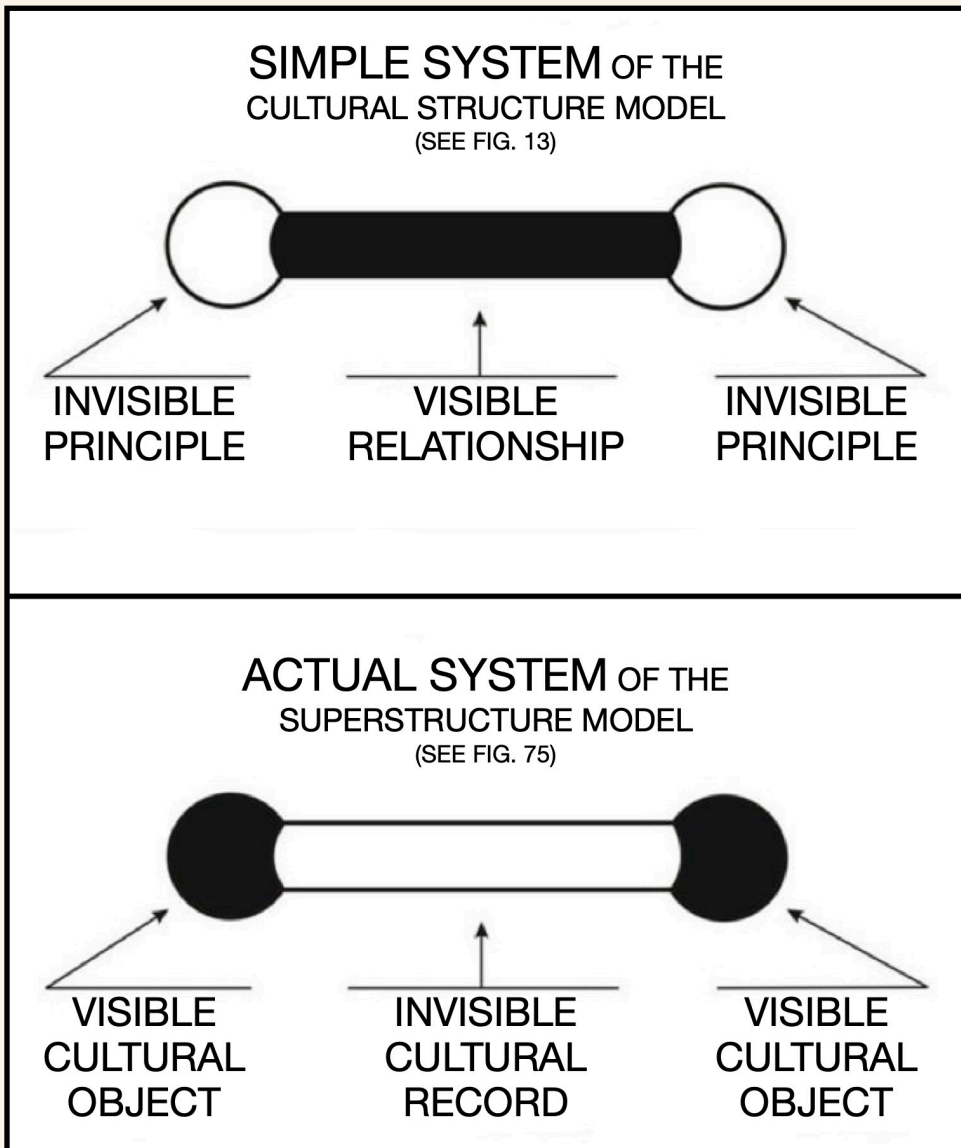 SIMPLE SYSTEM OF THE
CULTURAL STRUCTURE MODEL
(SEE FIG. 13)
INVISIBLE
PRINCIPLE
VISIBLE
RELATIONSHIP
INVISIBLE
PRINCIPLE
ACTUAL SYSTEM OF THE
SUPERSTRUCTURE MODEL
(SEE FIG. 75)
VISIBLE
CULTURAL
OBJECT
INVISIBLE
CULTURAL
RECORD
VISIBLE
CULTURAL
OBJECT